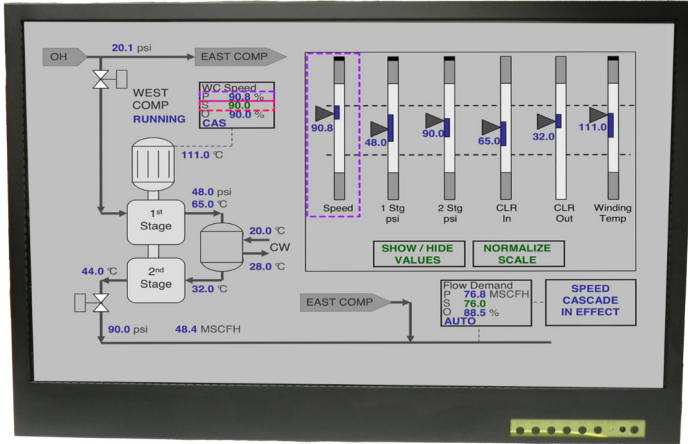 20.1 psi
OH
EAST COMP
WEST
COMP
RUNNING
WC Speed
P 90.8 %
S 90.0
O 90.0 %
CAS
111.0 °C
48.0 psi
65.0 °C
1st
Stage
20.0 °C
CW
28.0 °C
2nd
Stage
44.0 °C
32.0 °C
90.0 psi
48.4 MSCFH
90.8
48.0
90.0
65.0
32.0
111.0
Speed
1 Stg
psi
2 Stg
psi
CLR
In
CLR
Out
Winding
Temp
SHOW / HIDE
VALUES
NORMALIZE
SCALE
EAST COMP
Flow Demand
P 76.8 MSCFH
S 76.0
O 88.5 %
AUTO
SPEED
CASCADE
IN EFFECT